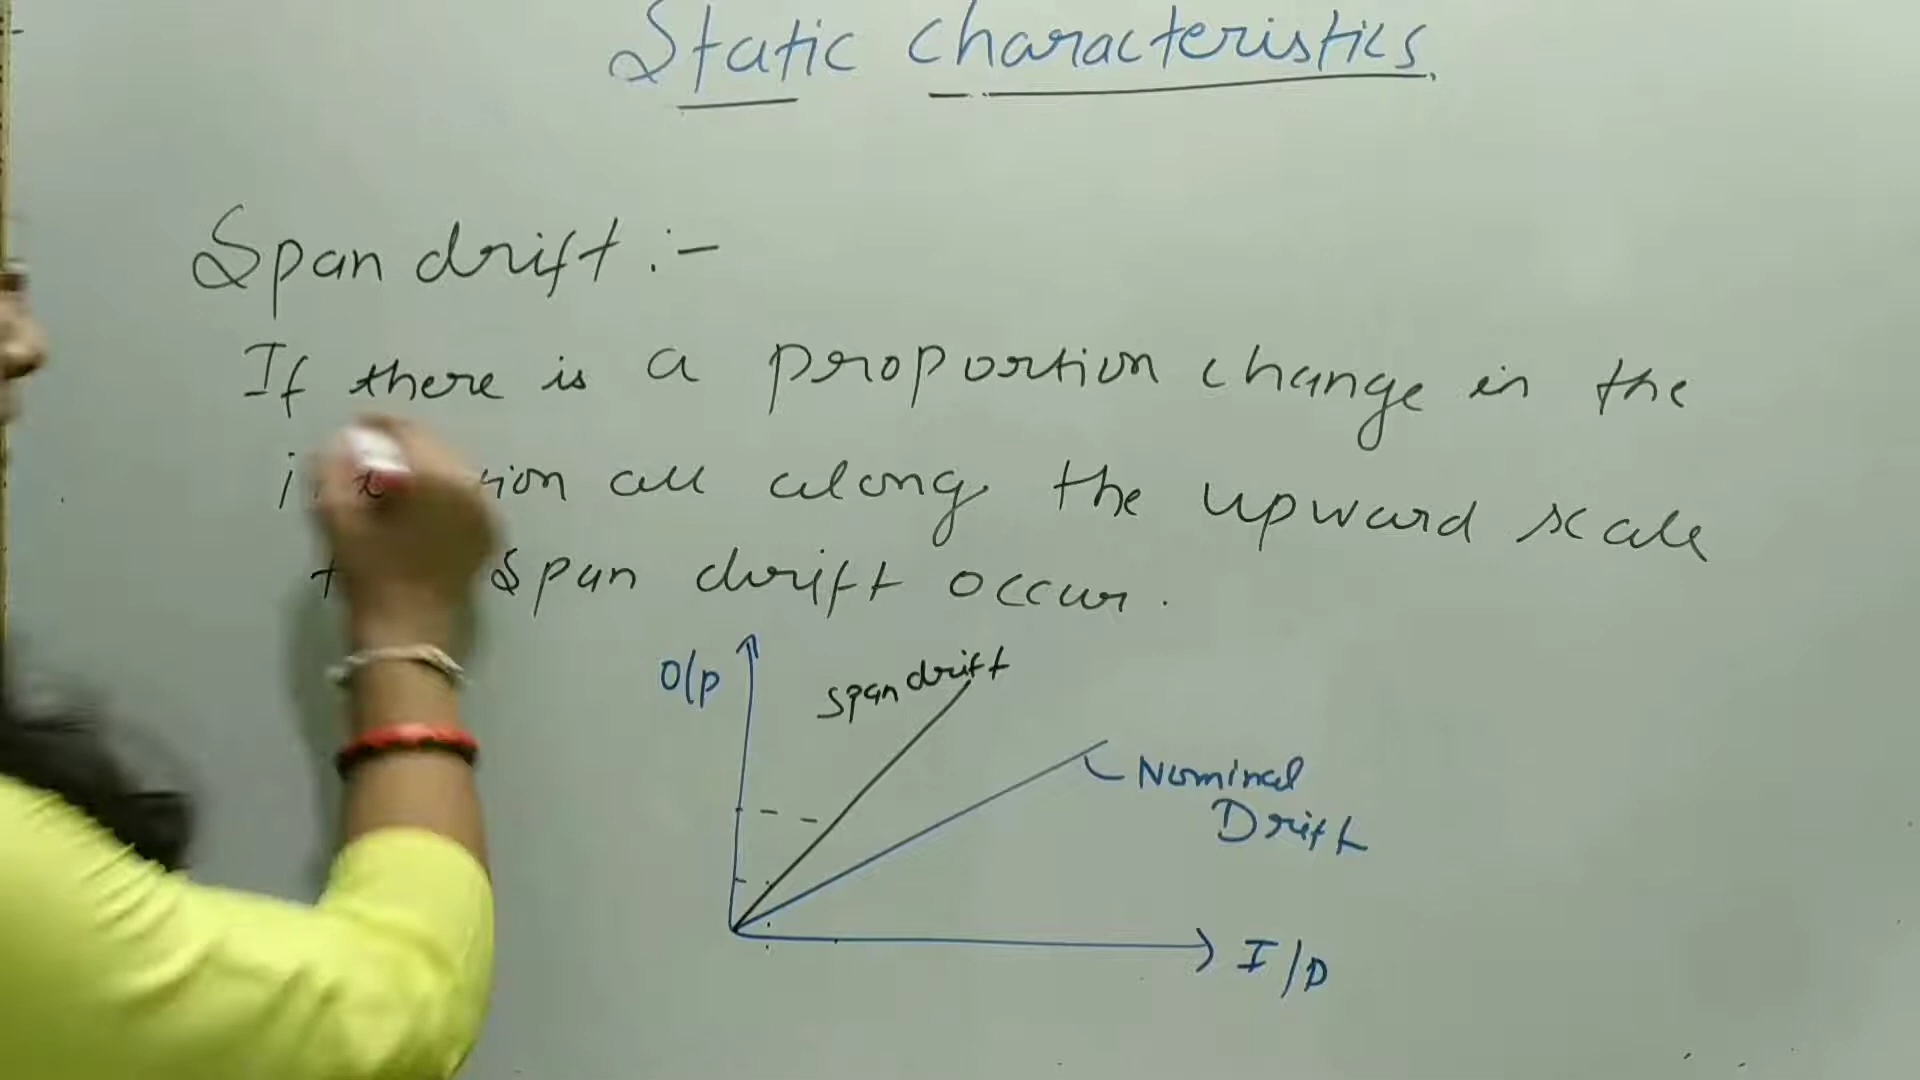 Static characteristics.
Span drift :-
If there is a proportion change in the
all along the upward scale
Span drift occur.
O/p
span drift
Nominal
Drift
I/p